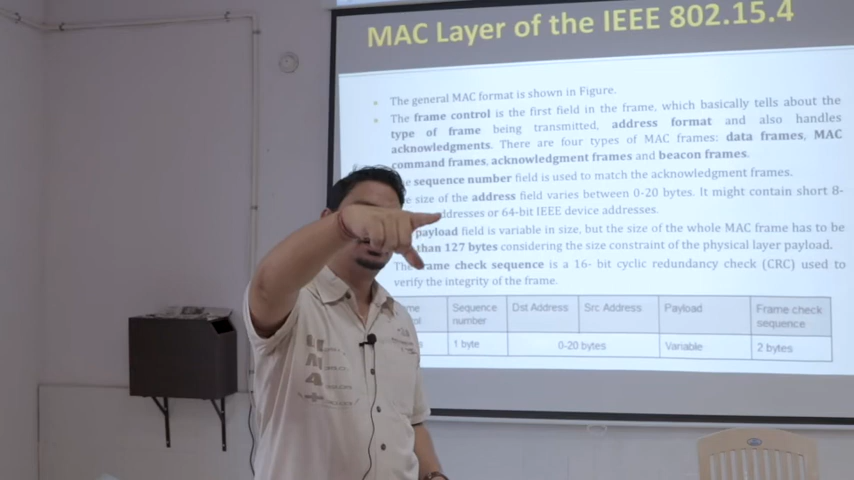 MAC Layer of the IEEE 802.15.4
The general MAC format is shown in Figure.
The frame control is the first field in the frame, which basically tells about the
type of frame being transmitted, address format and also handles
acknowledgments. There are four types of MAC frames: data frames, MAC
command frames, acknowledgment frames and beacon frames.
sequence number field is used to match the acknowledgment frames.
size of the address field varies between 0-20 bytes. It might contain short 8-
addresses or 64-bit IEEE device addresses.
payload field is variable in size, but the size of the whole MAC frame has to be
than 127 bytes considering the size constraint of the physical layer payload.
The frame check sequence is a 16- bit cyclic redundancy check (CRC) used to
verify the integrity of the frame.
Sequence number Dst Address Src Address Payload Frame check sequence
1 byte 0-20 bytes Variable 2 bytes